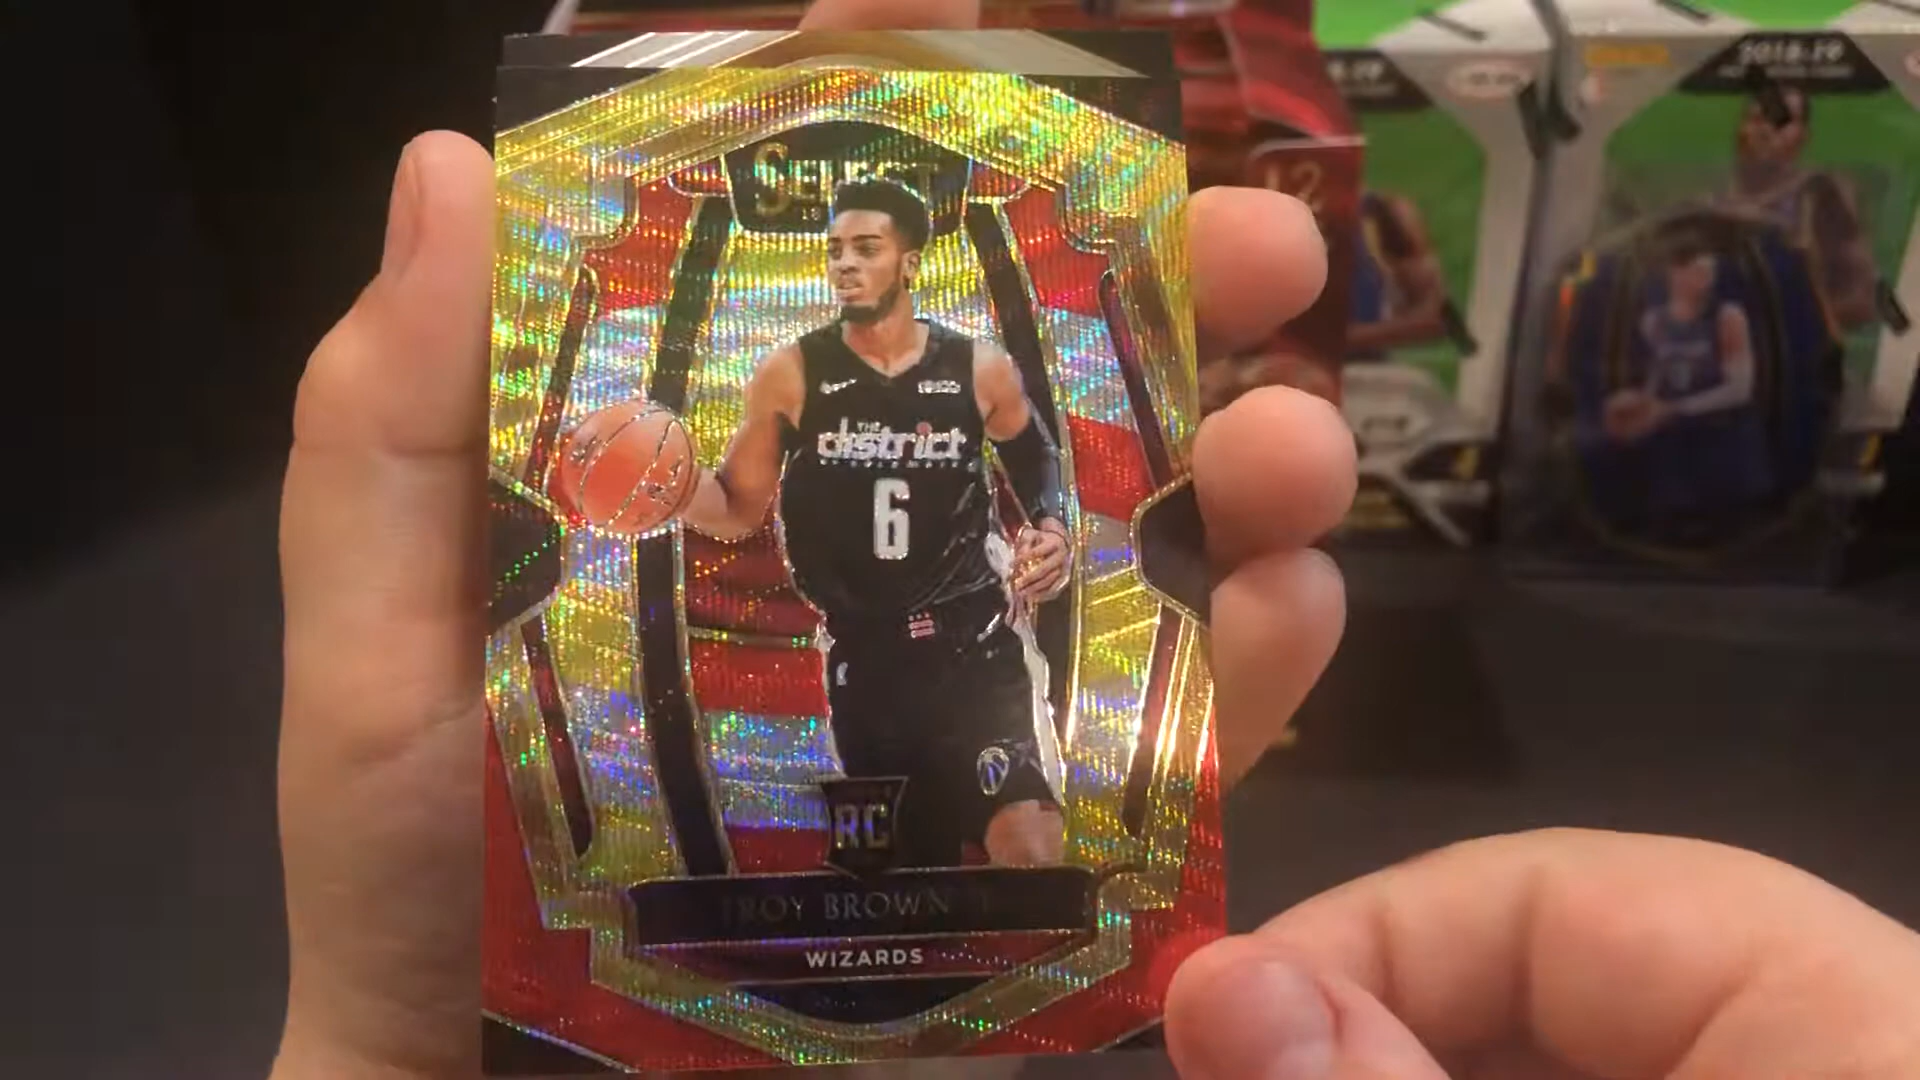 2018-19
SELECT
THE
district
6
RC
TROY BROWN
WIZARDS